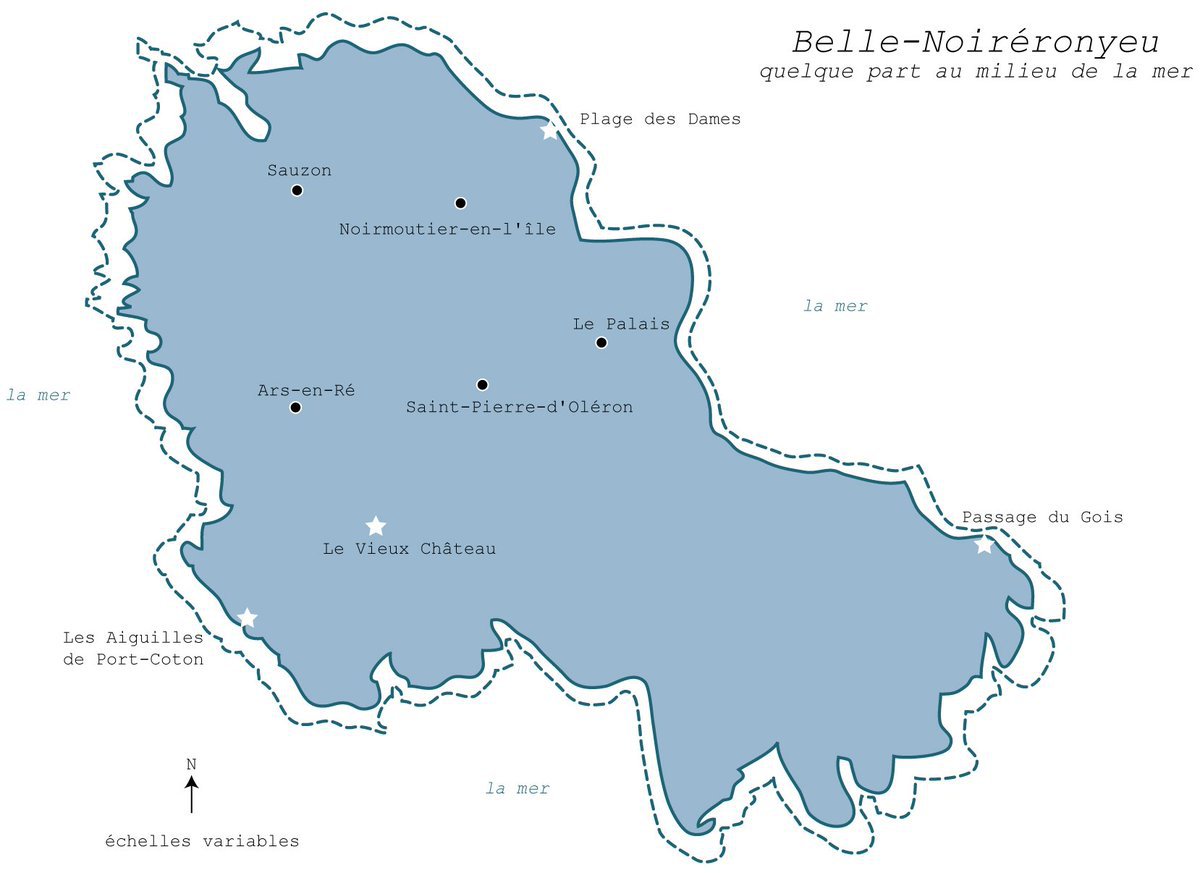 Belle-Noiréronyeu
quelque part au milieu de la mer
Plage des Dames
Sauzon
Noirmoutier-en-l'île
la mer
Le Palais
la mer
Ars-en-Ré
Saint-Pierre-d'Oléron
Passage du Gois
Le Vieux Château
Les Aiguilles
de Port-Coton
N
la mer
échelles variables